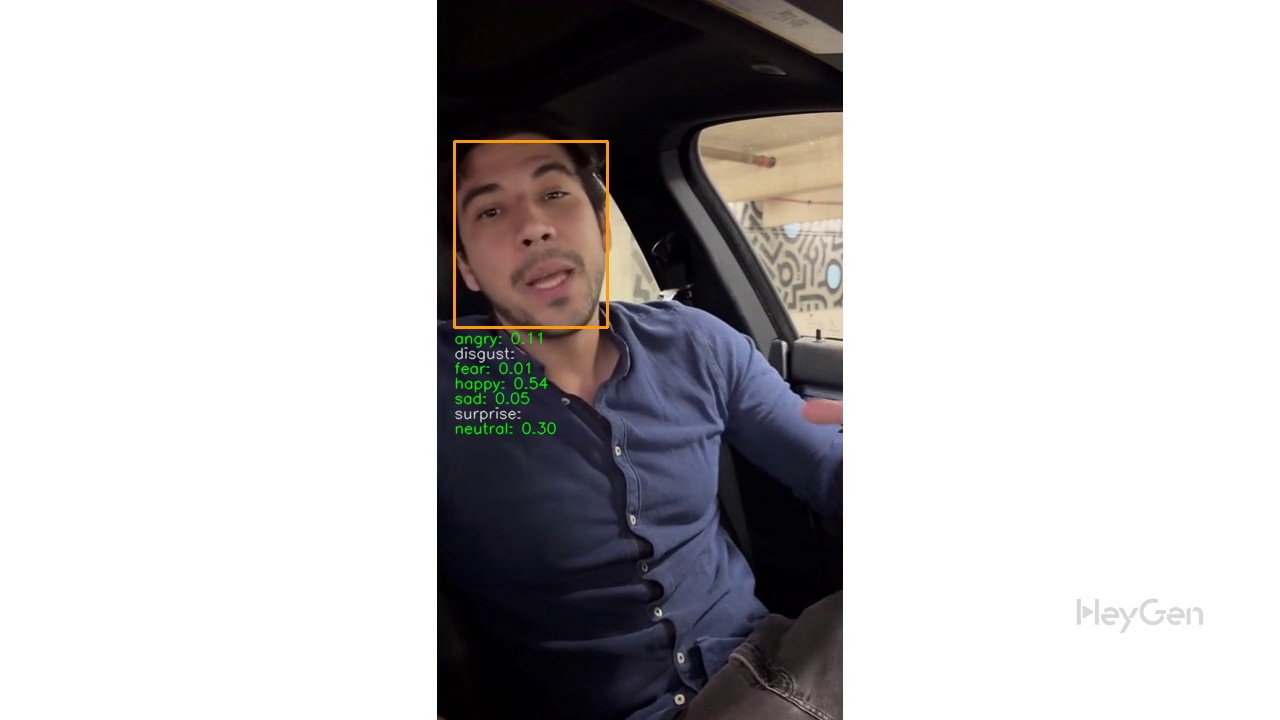 angry: 0.11
disgust:
fear: 0.01
happy: 0.54
sad: 0.05
surprise:
neutral: 0.30
HeyGen